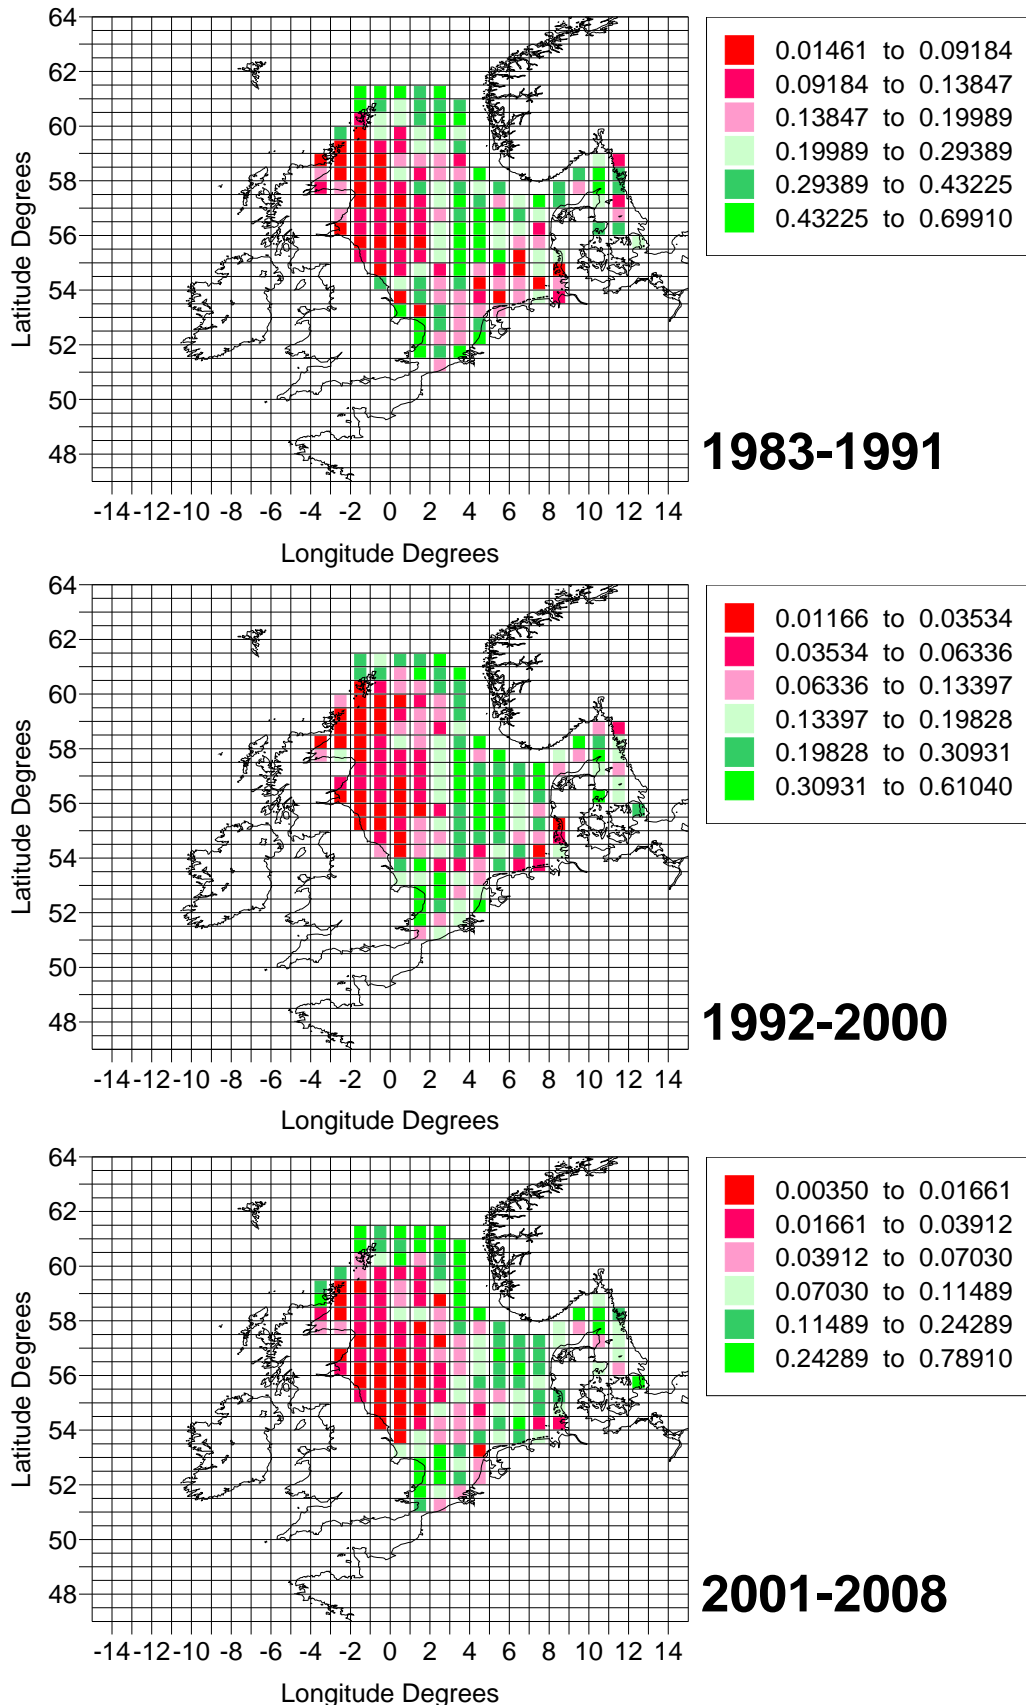 64
62
60
58
56
54
52
50
48
Latitude Degrees
-14 -12 -10 -8 -6 -4 -2 0 2 4 6 8 10 12 14
Longitude Degrees
0.01461 to 0.09184
0.09184 to 0.13847
0.13847 to 0.19989
0.19989 to 0.29389
0.29389 to 0.43225
0.43225 to 0.69910
1983-1991
64
62
60
58
56
54
52
50
48
Latitude Degrees
-14 -12 -10 -8 -6 -4 -2 0 2 4 6 8 10 12 14
Longitude Degrees
0.01166 to 0.03534
0.03534 to 0.06336
0.06336 to 0.13397
0.13397 to 0.19828
0.19828 to 0.30931
0.30931 to 0.61040
1992-2000
64
62
60
58
56
54
52
50
48
Latitude Degrees
-14 -12 -10 -8 -6 -4 -2 0 2 4 6 8 10 12 14
Longitude Degrees
0.00350 to 0.01661
0.01661 to 0.03912
0.03912 to 0.07030
0.07030 to 0.11489
0.11489 to 0.24289
0.24289 to 0.78910
2001-2008